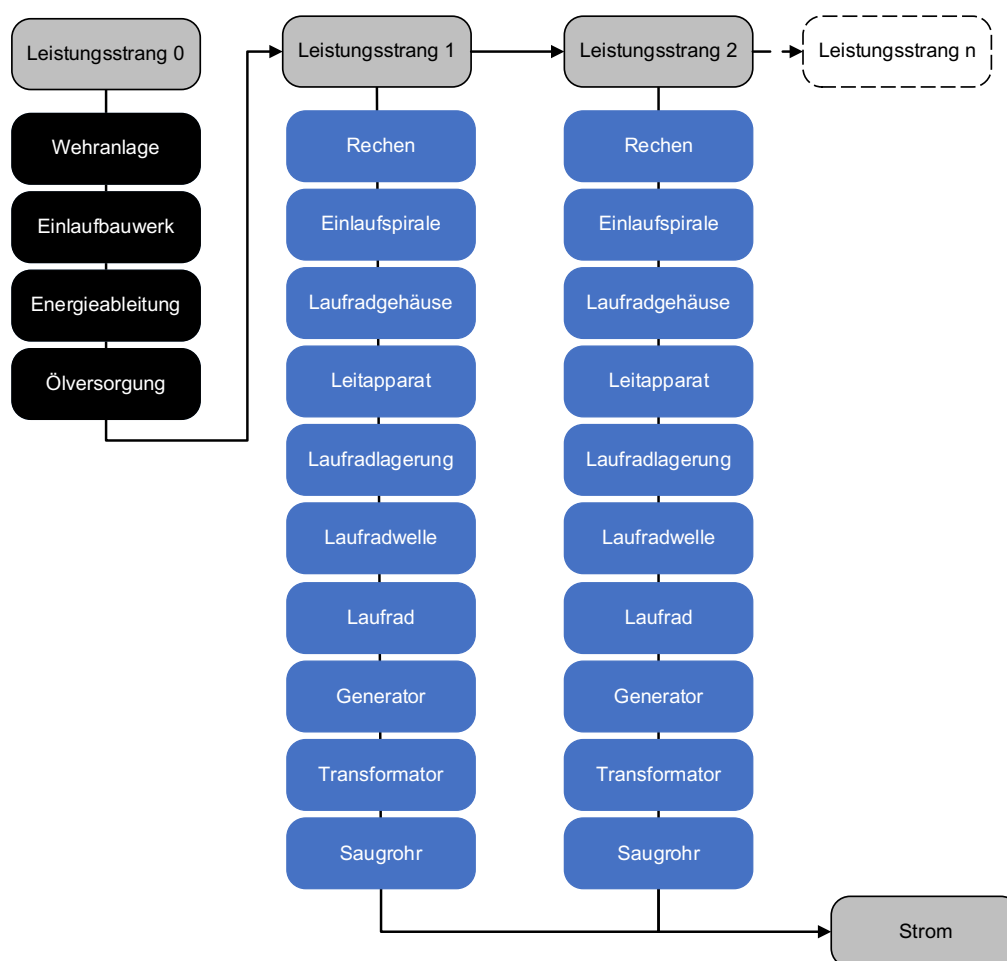 Leistungsstrang 0
Leistungsstrang 1
Leistungsstrang 2
Leistungsstrang n
Wehranlage
Einlaufbauwerk
Energieableitung
Ölversorgung
Rechen
Einlaufspirale
Laufradgehäuse
Leitapparat
Laufradlagerung
Laufradwelle
Laufrad
Generator
Transformator
Saugrohr
Rechen
Einlaufspirale
Laufradgehäuse
Leitapparat
Laufradlagerung
Laufradwelle
Laufrad
Generator
Transformator
Saugrohr
Strom